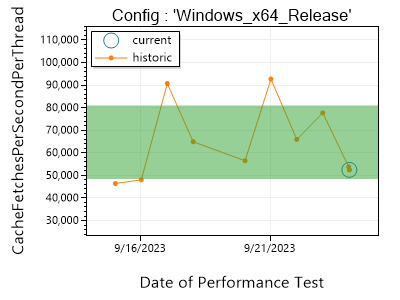 Config : 'Windows_x64_Release'
CacheFetchesPerSecondPerThread
110,000
100,000
90,000
80,000
70,000
60,000
50,000
40,000
30,000
current
historic
9/16/2023
9/21/2023
Date of Performance Test